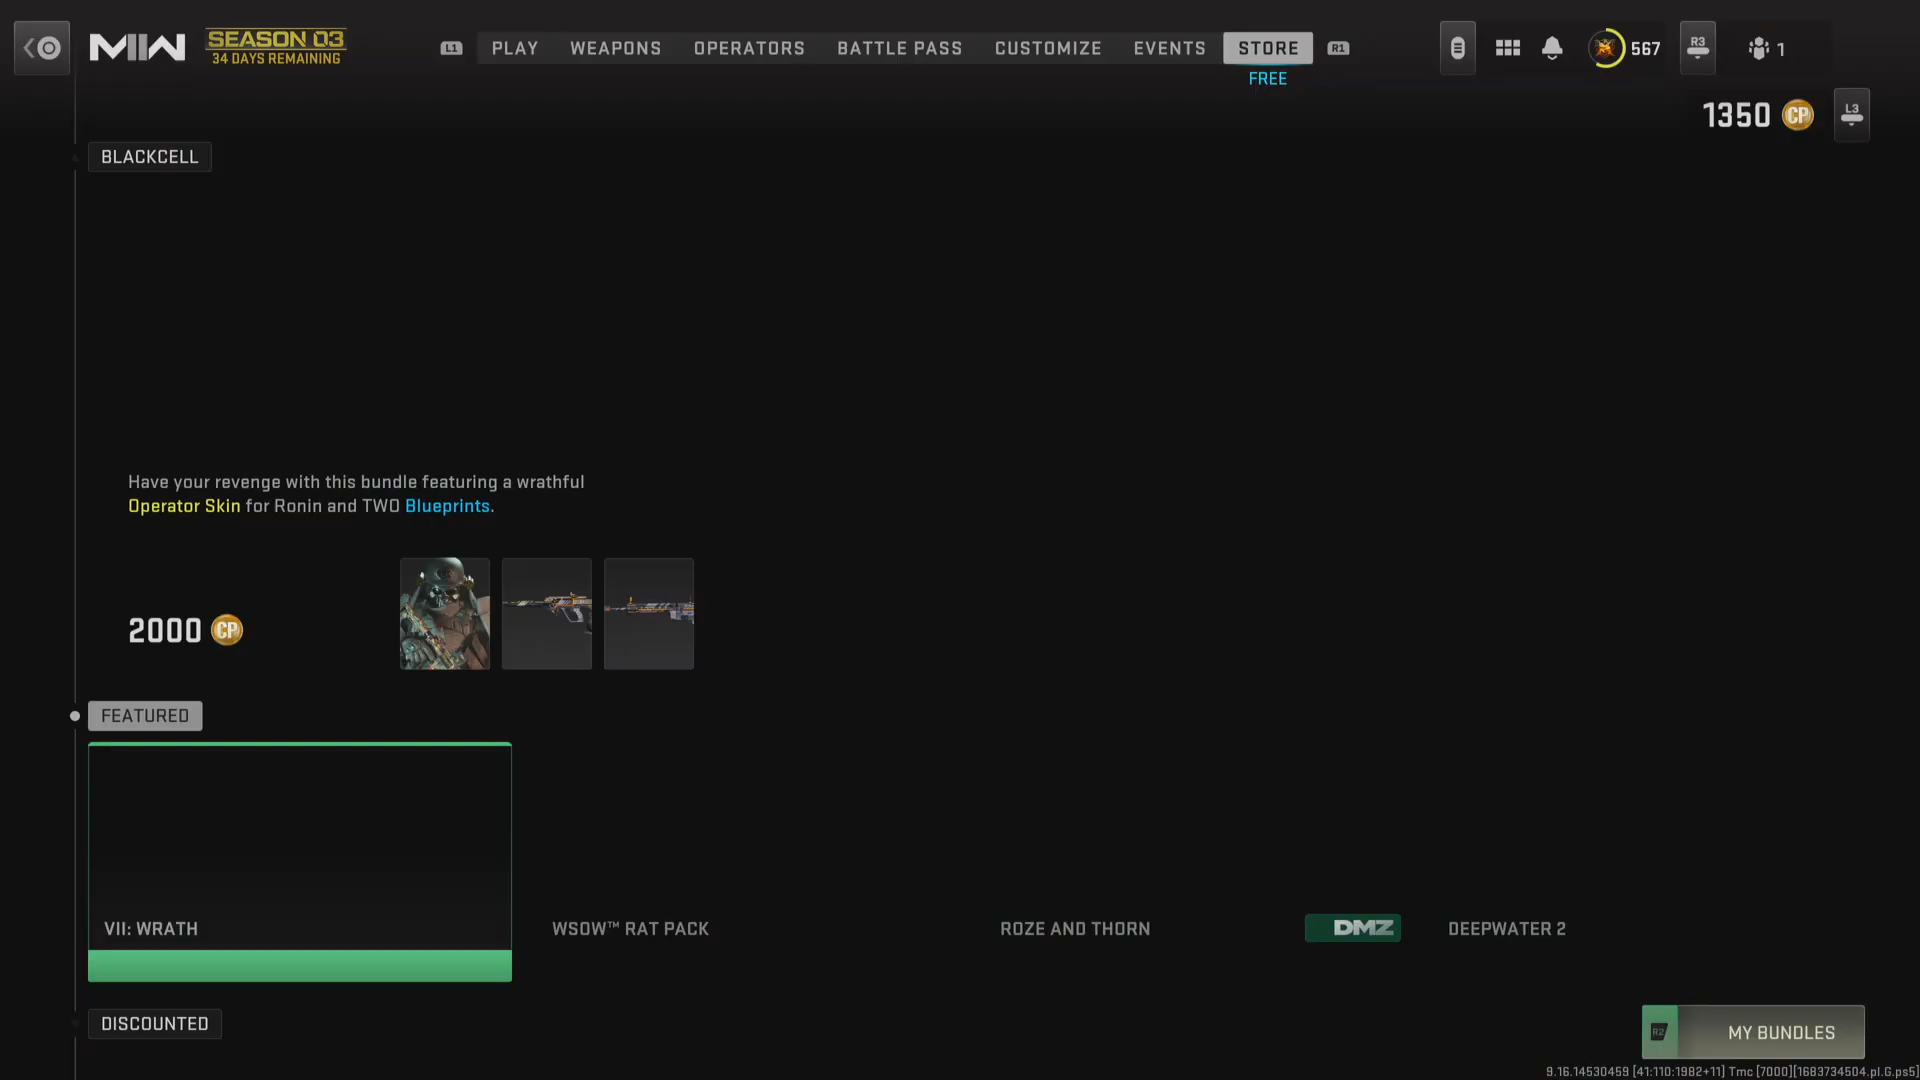 MW
SEASON 03
34 DAYS REMAINING
L1
PLAY
WEAPONS
OPERATORS
BATTLE PASS
CUSTOMIZE
EVENTS
STORE
R1
FREE
567
R3
1
1350 CP
L3
BLACKCELL
Have your revenge with this bundle featuring a wrathful
Operator Skin for Ronin and TWO Blueprints.
2000 CP
FEATURED
VII: WRATH
WSOW™ RAT PACK
ROZE AND THORN
DMZ
DEEPWATER 2
DISCOUNTED
R2
MY BUNDLES
9.16.14530459 [41:110:1982+11] Tmc [7000][1683734504.pl.G.ps5]